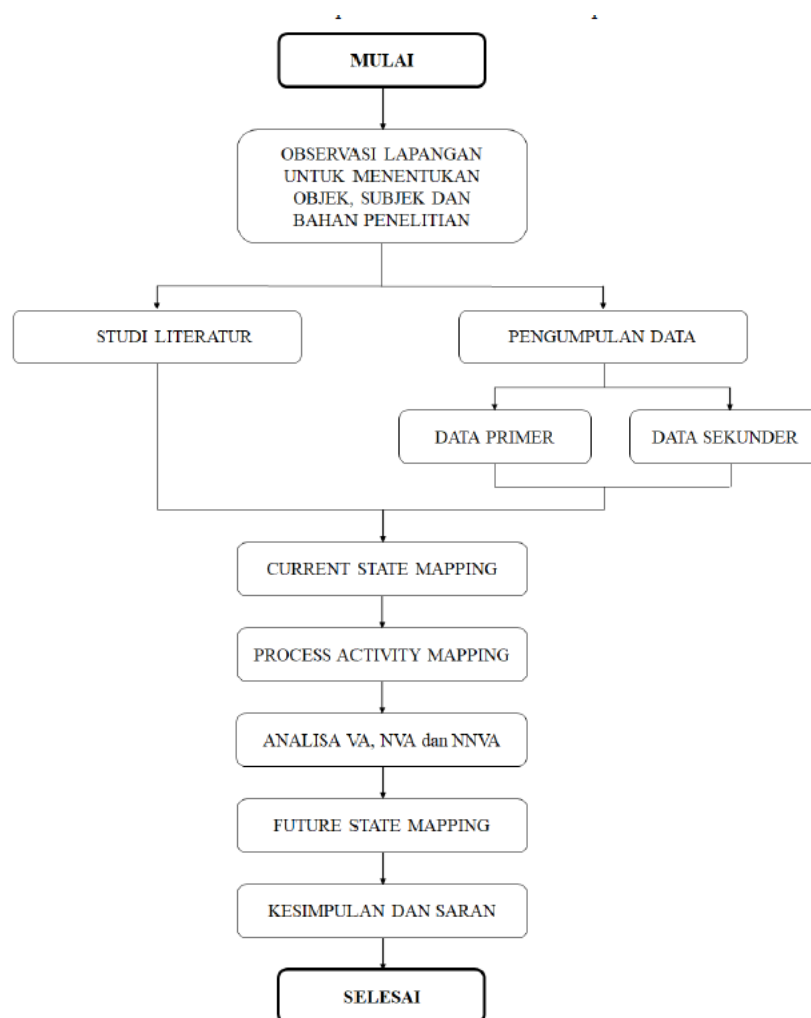 MULAI
OBSERVASI LAPANGAN
UNTUK MENENTUKAN
OBJEK, SUBJEK DAN
BAHAN PENELITIAN
STUDI LITERATUR
PENGUMPULAN DATA
DATA PRIMER
DATA SEKUNDER
CURRENT STATE MAPPING
PROCESS ACTIVITY MAPPING
ANALISA VA, NVA dan NNVA
FUTURE STATE MAPPING
KESIMPULAN DAN SARAN
SELESAI